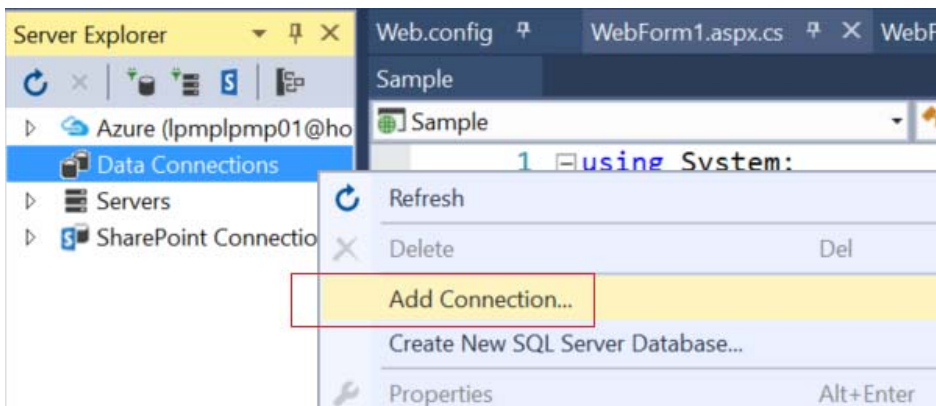 Server Explorer
Web.config
WebForm1.aspx.cs
Sample
Sample
Azure (lpmplpmp01@ho
Data Connections
1 using System;
Servers
SharePoint Connectio
Refresh
Delete Del
Add Connection...
Create New SQL Server Database...
Properties Alt+Enter